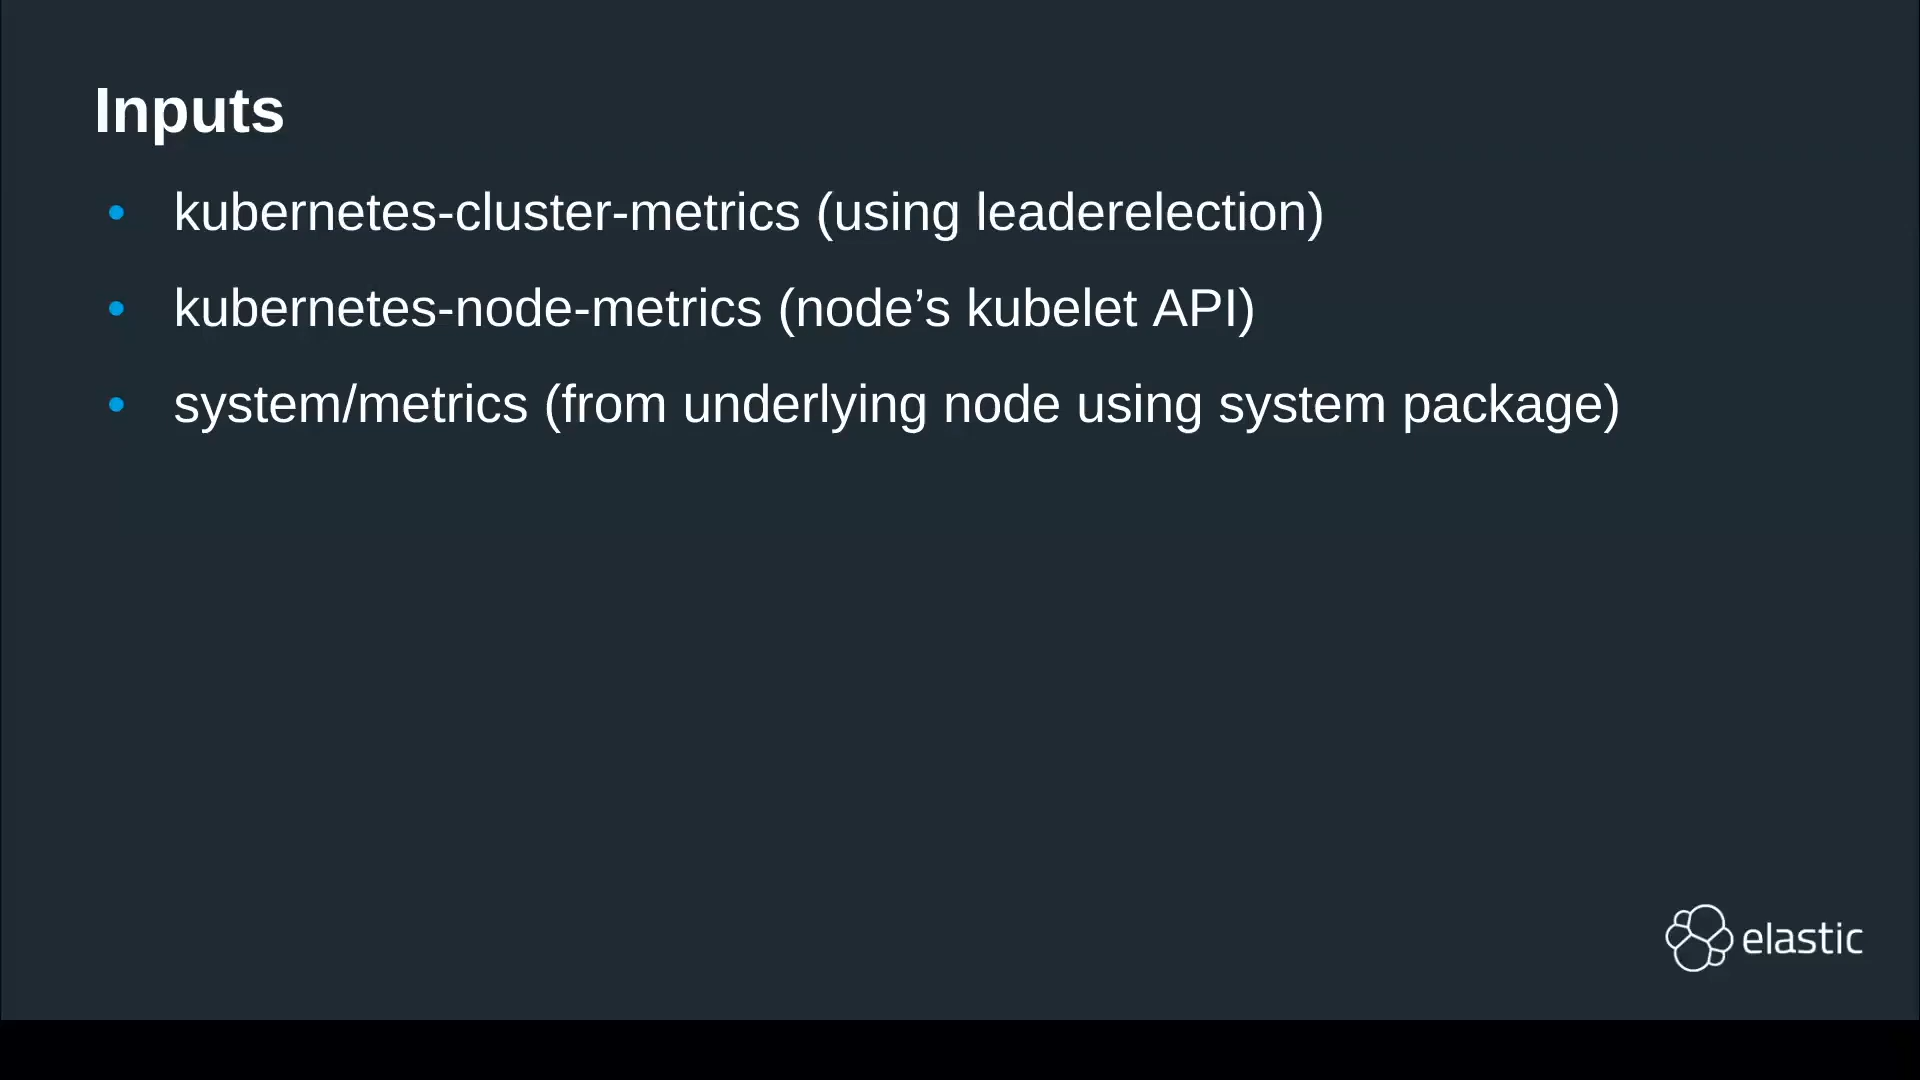 Inputs
• kubernetes-cluster-metrics (using leaderelection)
• kubernetes-node-metrics (node’s kubelet API)
• system/metrics (from underlying node using system package)
elastic